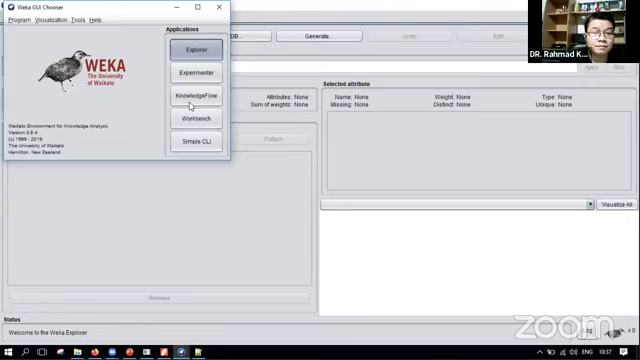 Weka GUI Chooser
Program Visualization Tools Help
Applications
Explorer
Experimenter
KnowledgeFlow
Workbench
Simple CLI
WEKA
The University
of Waikato
Waikato Environment for Knowledge Analysis
Version 3.8.4
(c) 1999 - 2019
The University of Waikato
Hamilton, New Zealand
DB...
Generate...
Edit...
DR. Rahmad K...
Apply
Stop
Attributes: None
Sum of weights: None
Selected attribute
Name: None
Weight: None
Type: None
Missing: None
Distinct: None
Unique: None
Pattern
Visualize All
Remove
Status
Welcome to the Weka Explorer
Log
x 0
zoom
ENG
10:37